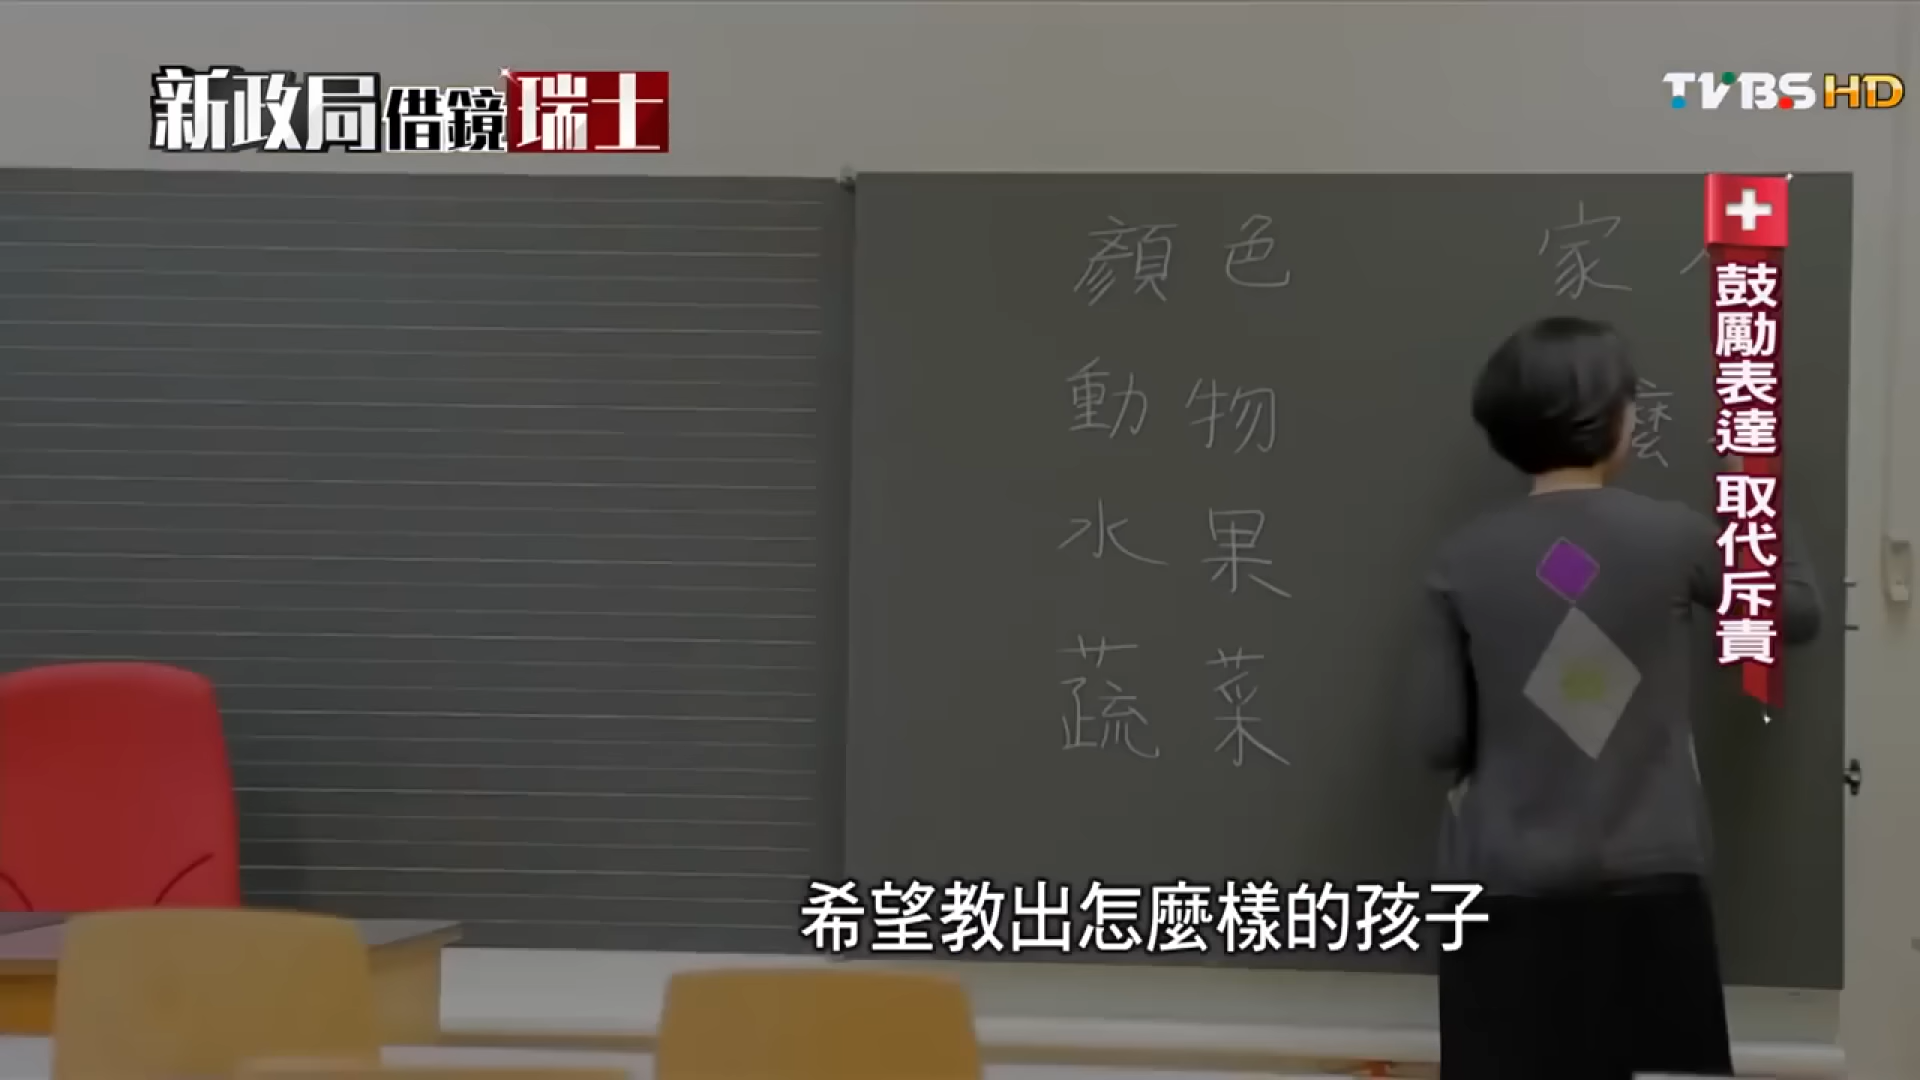 新政局借鏡瑞士
TVBS HD
鼓勵表達 取代斥責
顏色
家
動物
麼
水果
蔬菜
希望教出怎麼樣的孩子